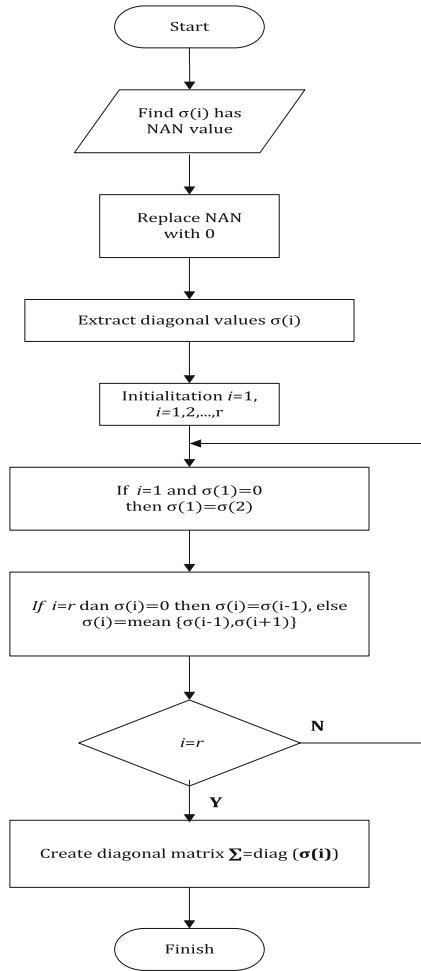 Start
Find σ(i) has
NAN value
Replace NAN
with 0
Extract diagonal values σ(i)
Initialitation i=1,
i=1,2,...,r
If i=1 and σ(1)=0
then σ(1)=σ(2)
If i=r dan σ(i)=0 then σ(i)=σ(i-1), else
σ(i)=mean {σ(i-1),σ(i+1)}
i=r
N
Y
Create diagonal matrix Σ=diag (σ(i))
Finish